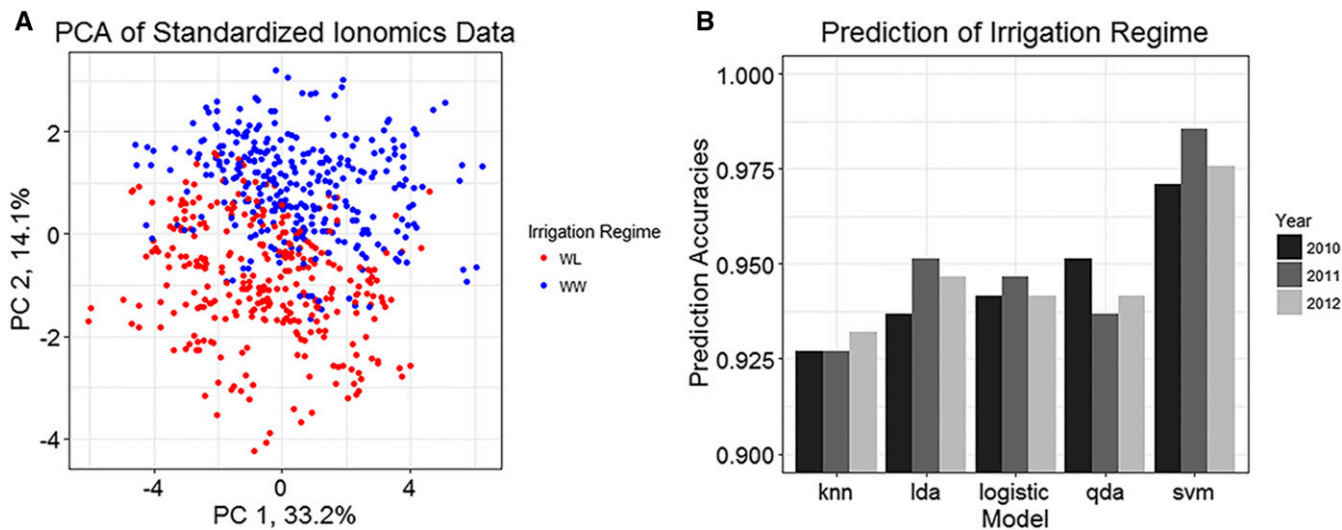 A
PCA of Standardized Ionomics Data
PC 2, 14.1%
2
0
-2
-4
-4
0
4
PC 1, 33.2%
Irrigation Regime
WL
WW
B
Prediction of Irrigation Regime
Prediction Accuracies
1.000
0.975
0.950
0.925
0.900
knn
lda
logistic
qda
svm
Model
Year
2010
2011
2012